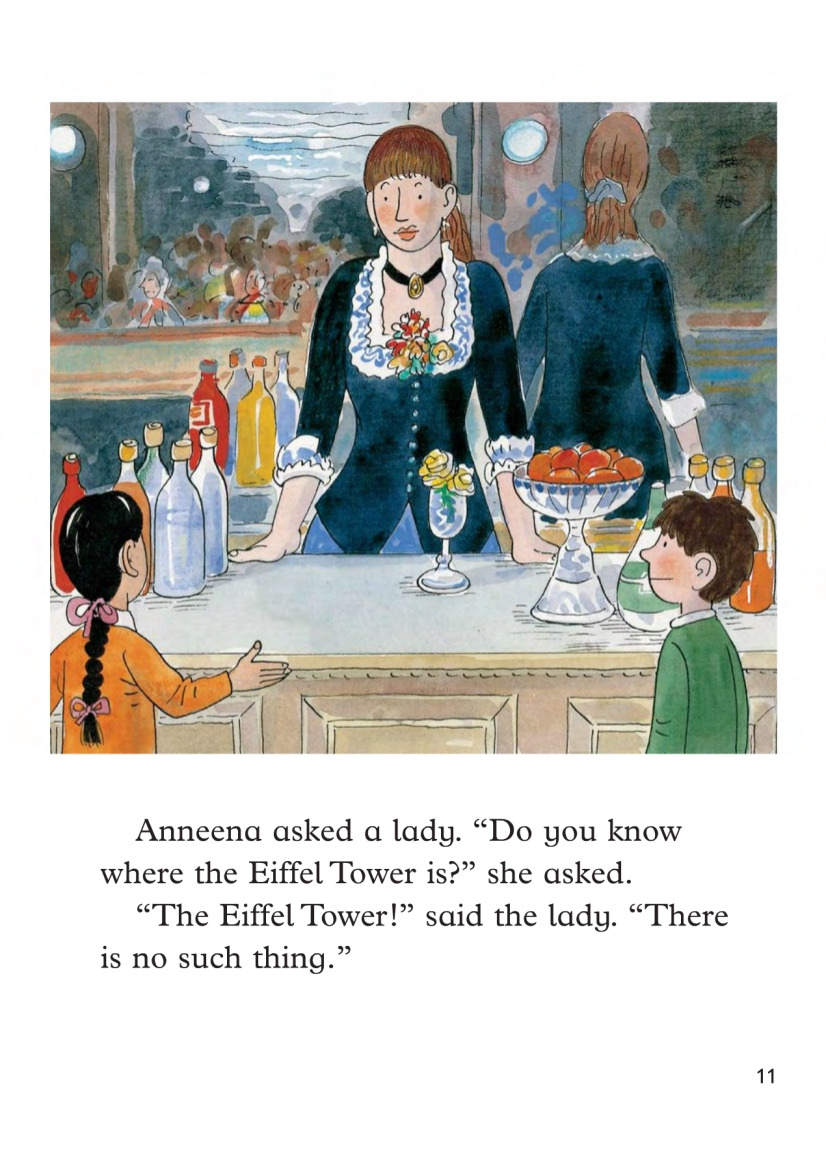 Anneena asked a lady. “Do you know
where the Eiffel Tower is?” she asked.
“The Eiffel Tower!” said the lady. “There
is no such thing.”
11